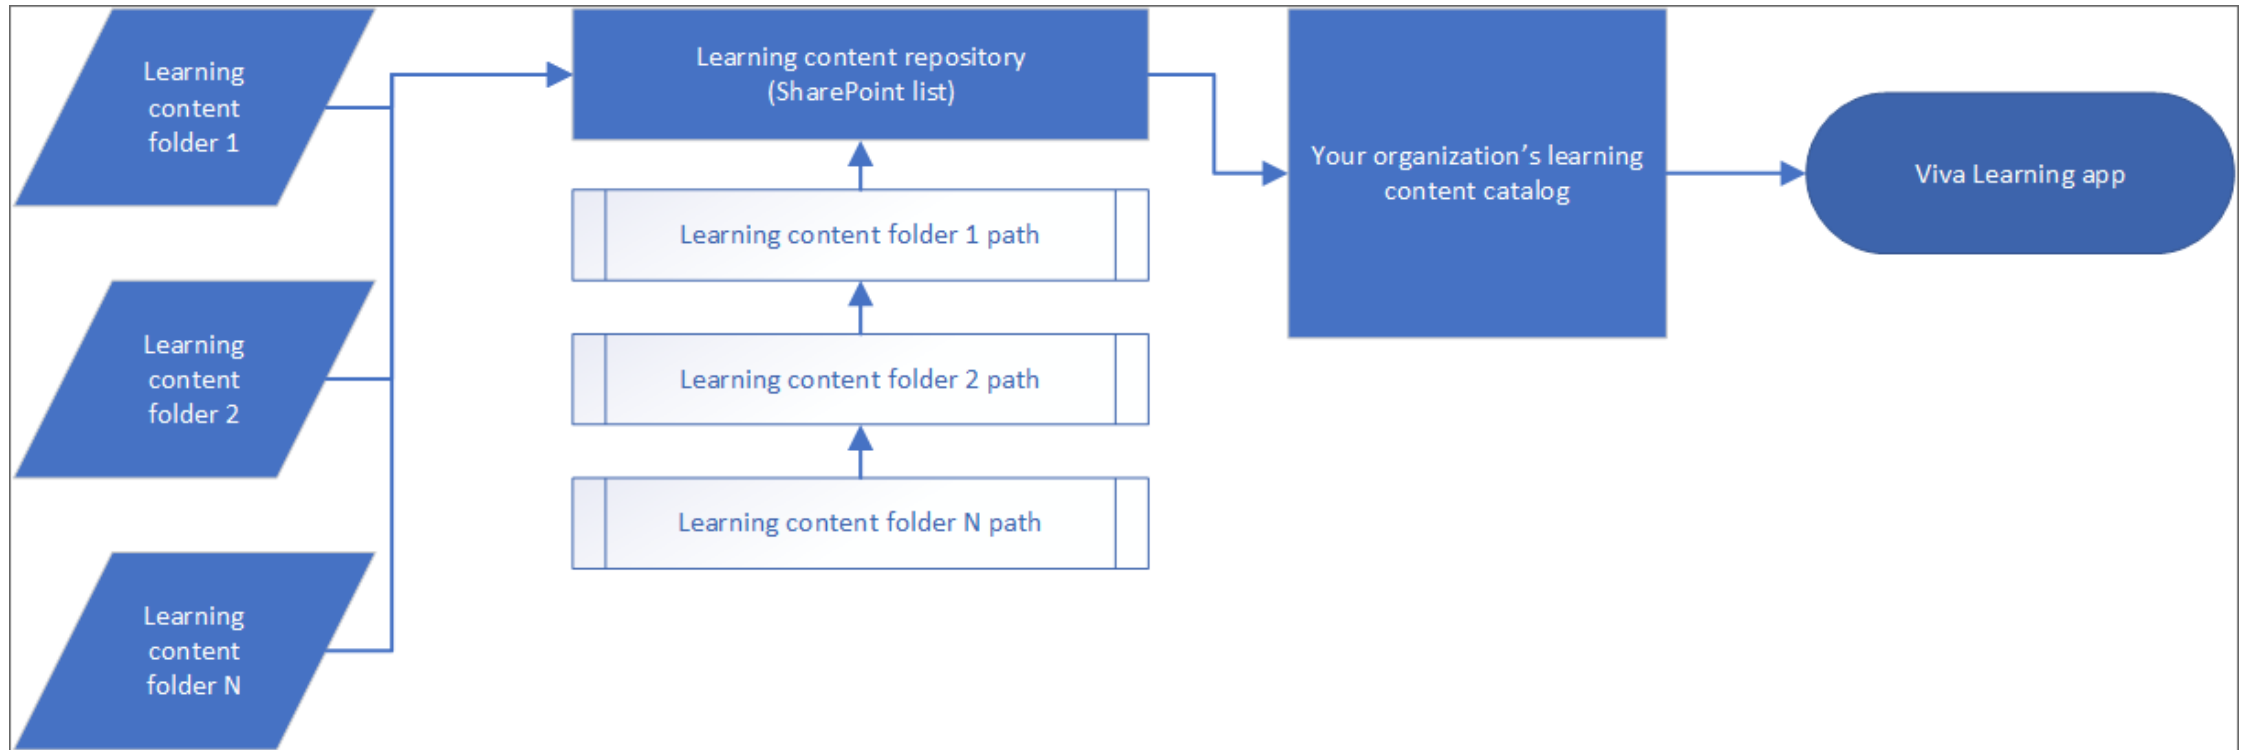 Learning
content
folder 1
Learning
content
folder 2
Learning
content
folder N
Learning content repository
(SharePoint list)
Learning content folder 1 path
Learning content folder 2 path
Learning content folder N path
Your organization’s learning
content catalog
Viva Learning app